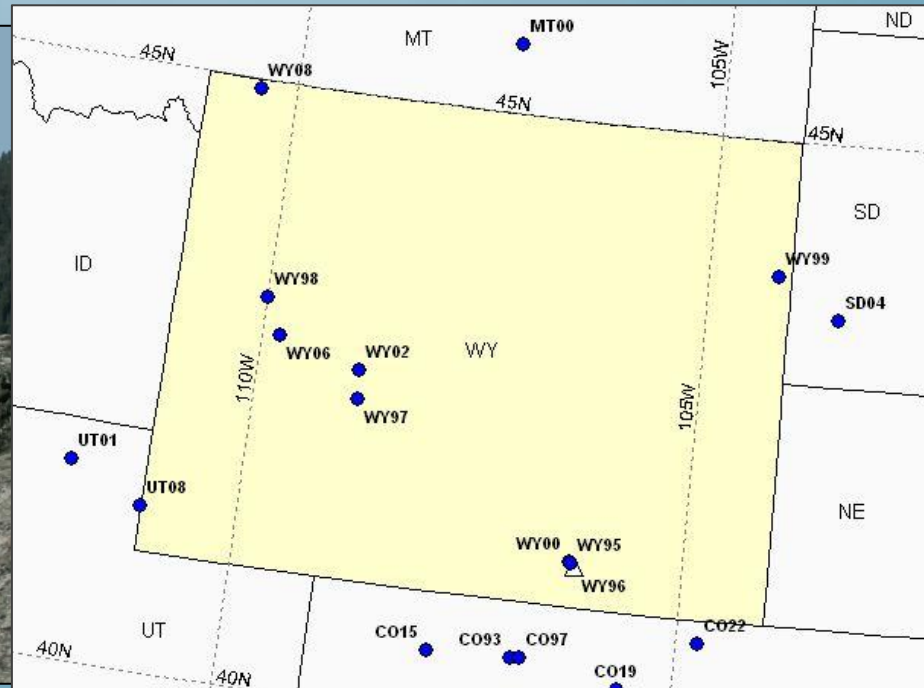 ND
MT00
MT
45N
WY08
105W
45N
45N
SD
ID
WY98
WY99
SD04
WY06
WY02
WY
110W
WY97
105W
UT01
UT08
NE
WY00 WY95
WY96
UT
CO15
CO93 CO97
CO22
40N
40N
CO19